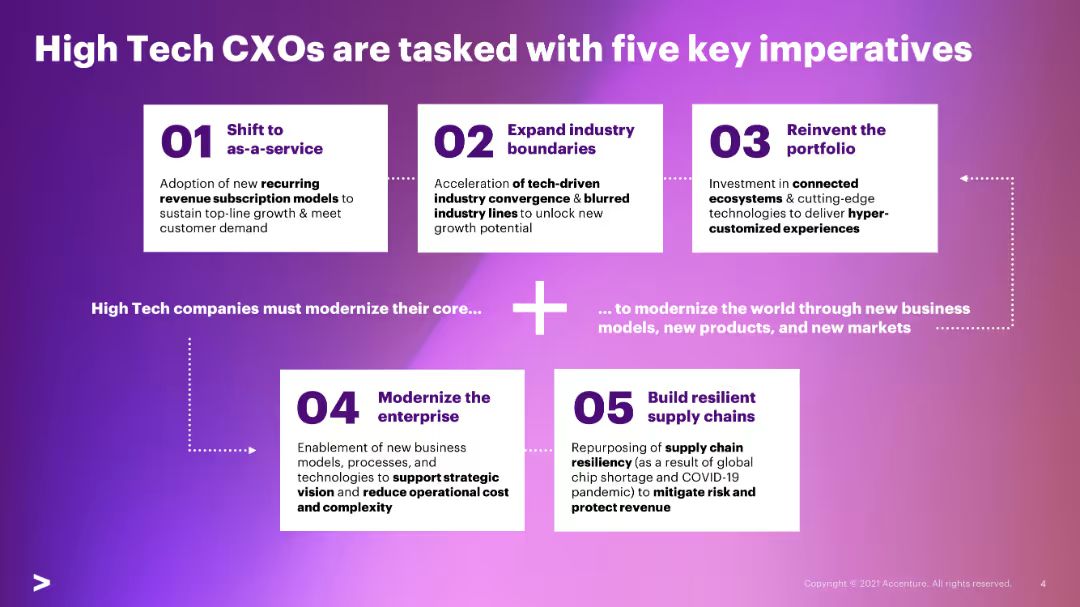 High Tech CXOs are tasked with five key imperatives
01 Shift to
as-a-service
Adoption of new recurring
revenue subscription models to
sustain top-line growth & meet
customer demand
02 Expand industry
boundaries
Acceleration of tech-driven
industry convergence & blurred
industry lines to unlock new
growth potential
03 Reinvent the
portfolio
Investment in connected
ecosystems & cutting-edge
technologies to deliver hyper-
customized experiences
High Tech companies must modernize their core...
... to modernize the world through new business
models, new products, and new markets
04 Modernize the
enterprise
Enablement of new business
models, processes, and
technologies to support strategic
vision and reduce operational cost
and complexity
05 Build resilient
supply chains
Repurposing of supply chain
resiliency (as a result of global
chip shortage and COVID-19
pandemic) to mitigate risk and
protect revenue
Copyright © 2021 Accenture. All rights reserved.
4